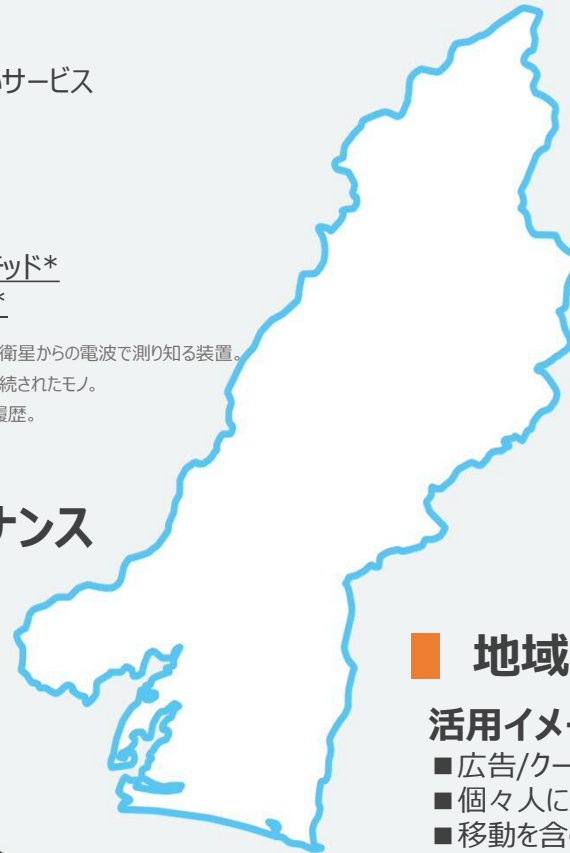 サービス
ッド*
*
衛星からの電波で測り知る装置。
続されたモノ。
履歴。
ナンス
地域
活用イメー
■広告/クー
■個々人に
■移動を含